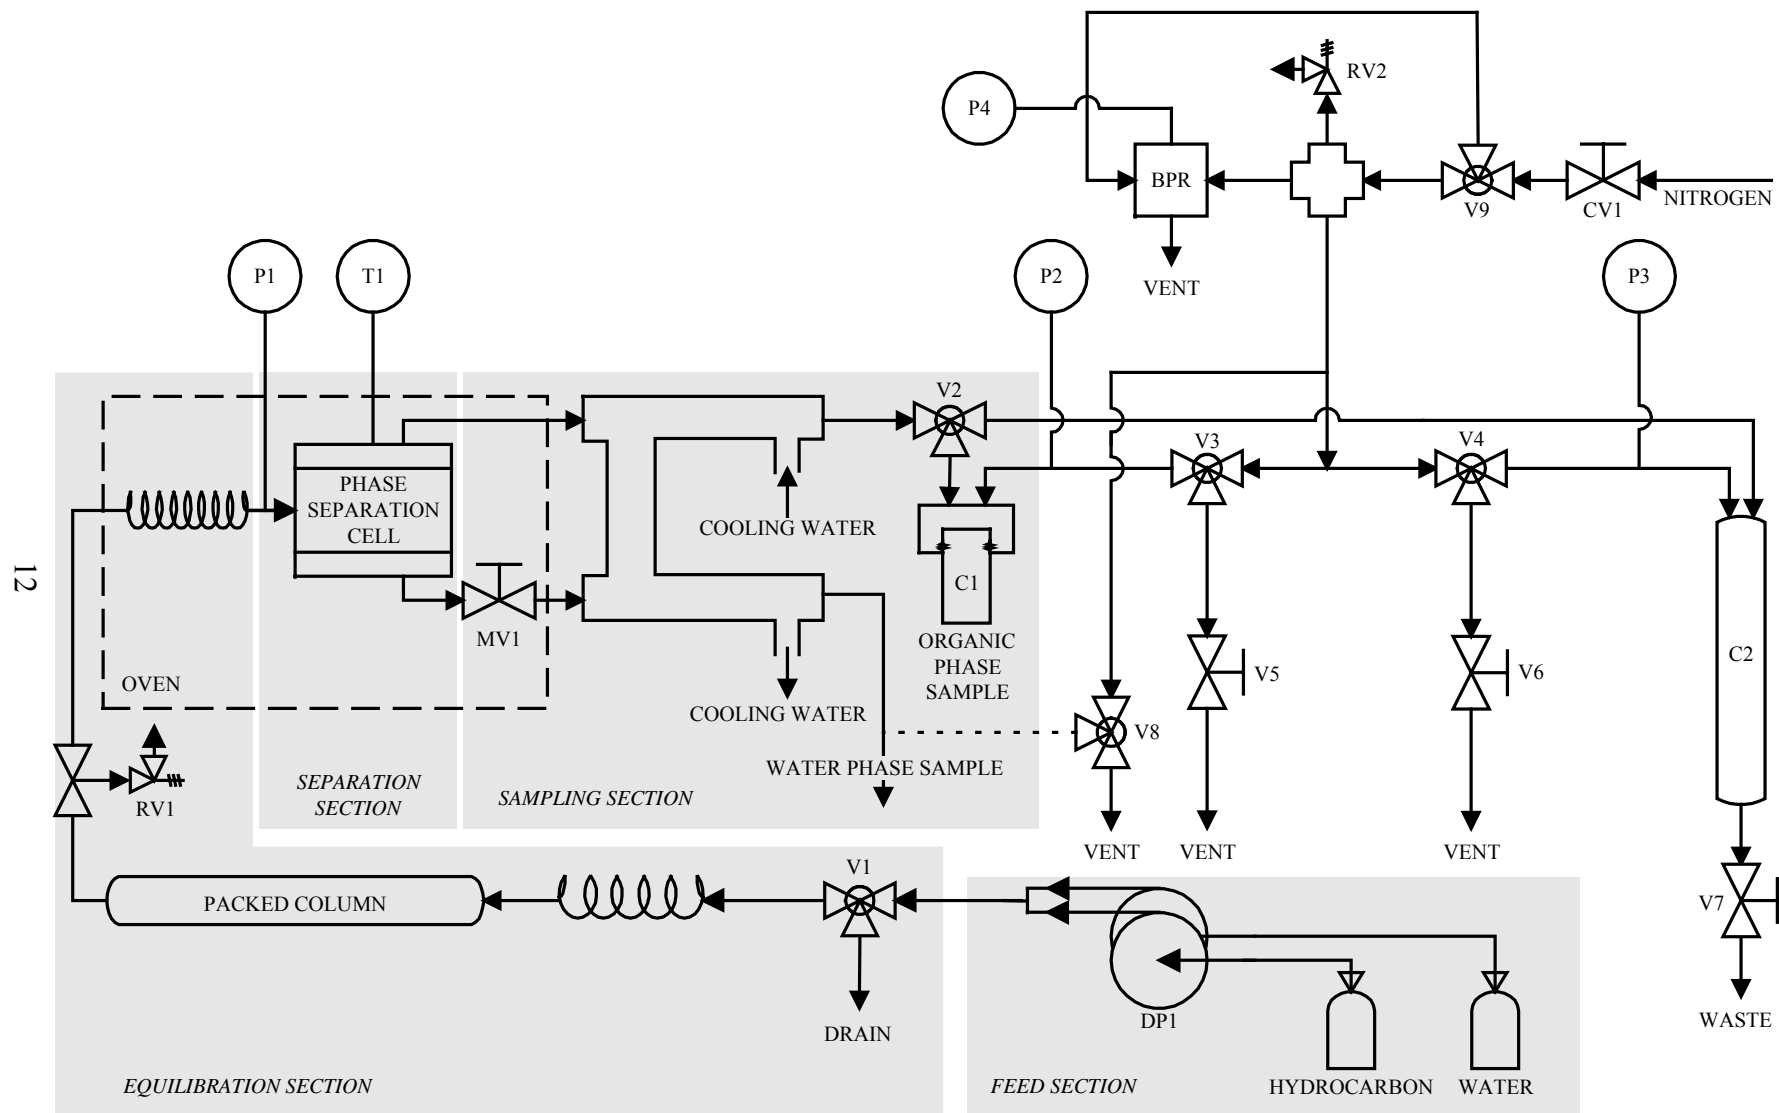 RV2
P4
BPR
V9
CV1
NITROGEN
VENT
P1
T1
P2
P3
V2
V3
V4
PHASE
SEPARATION
CELL
COOLING WATER
C1
MV1
ORGANIC
PHASE
SAMPLE
V5
V6
C2
OVEN
COOLING WATER
V8
WATER PHASE SAMPLE
RV1
SEPARATION
SECTION
SAMPLING SECTION
VENT
VENT
VENT
12
V1
PACKED COLUMN
V7
DRAIN
DP1
WASTE
EQUILIBRATION SECTION
FEED SECTION
HYDROCARBON
WATER